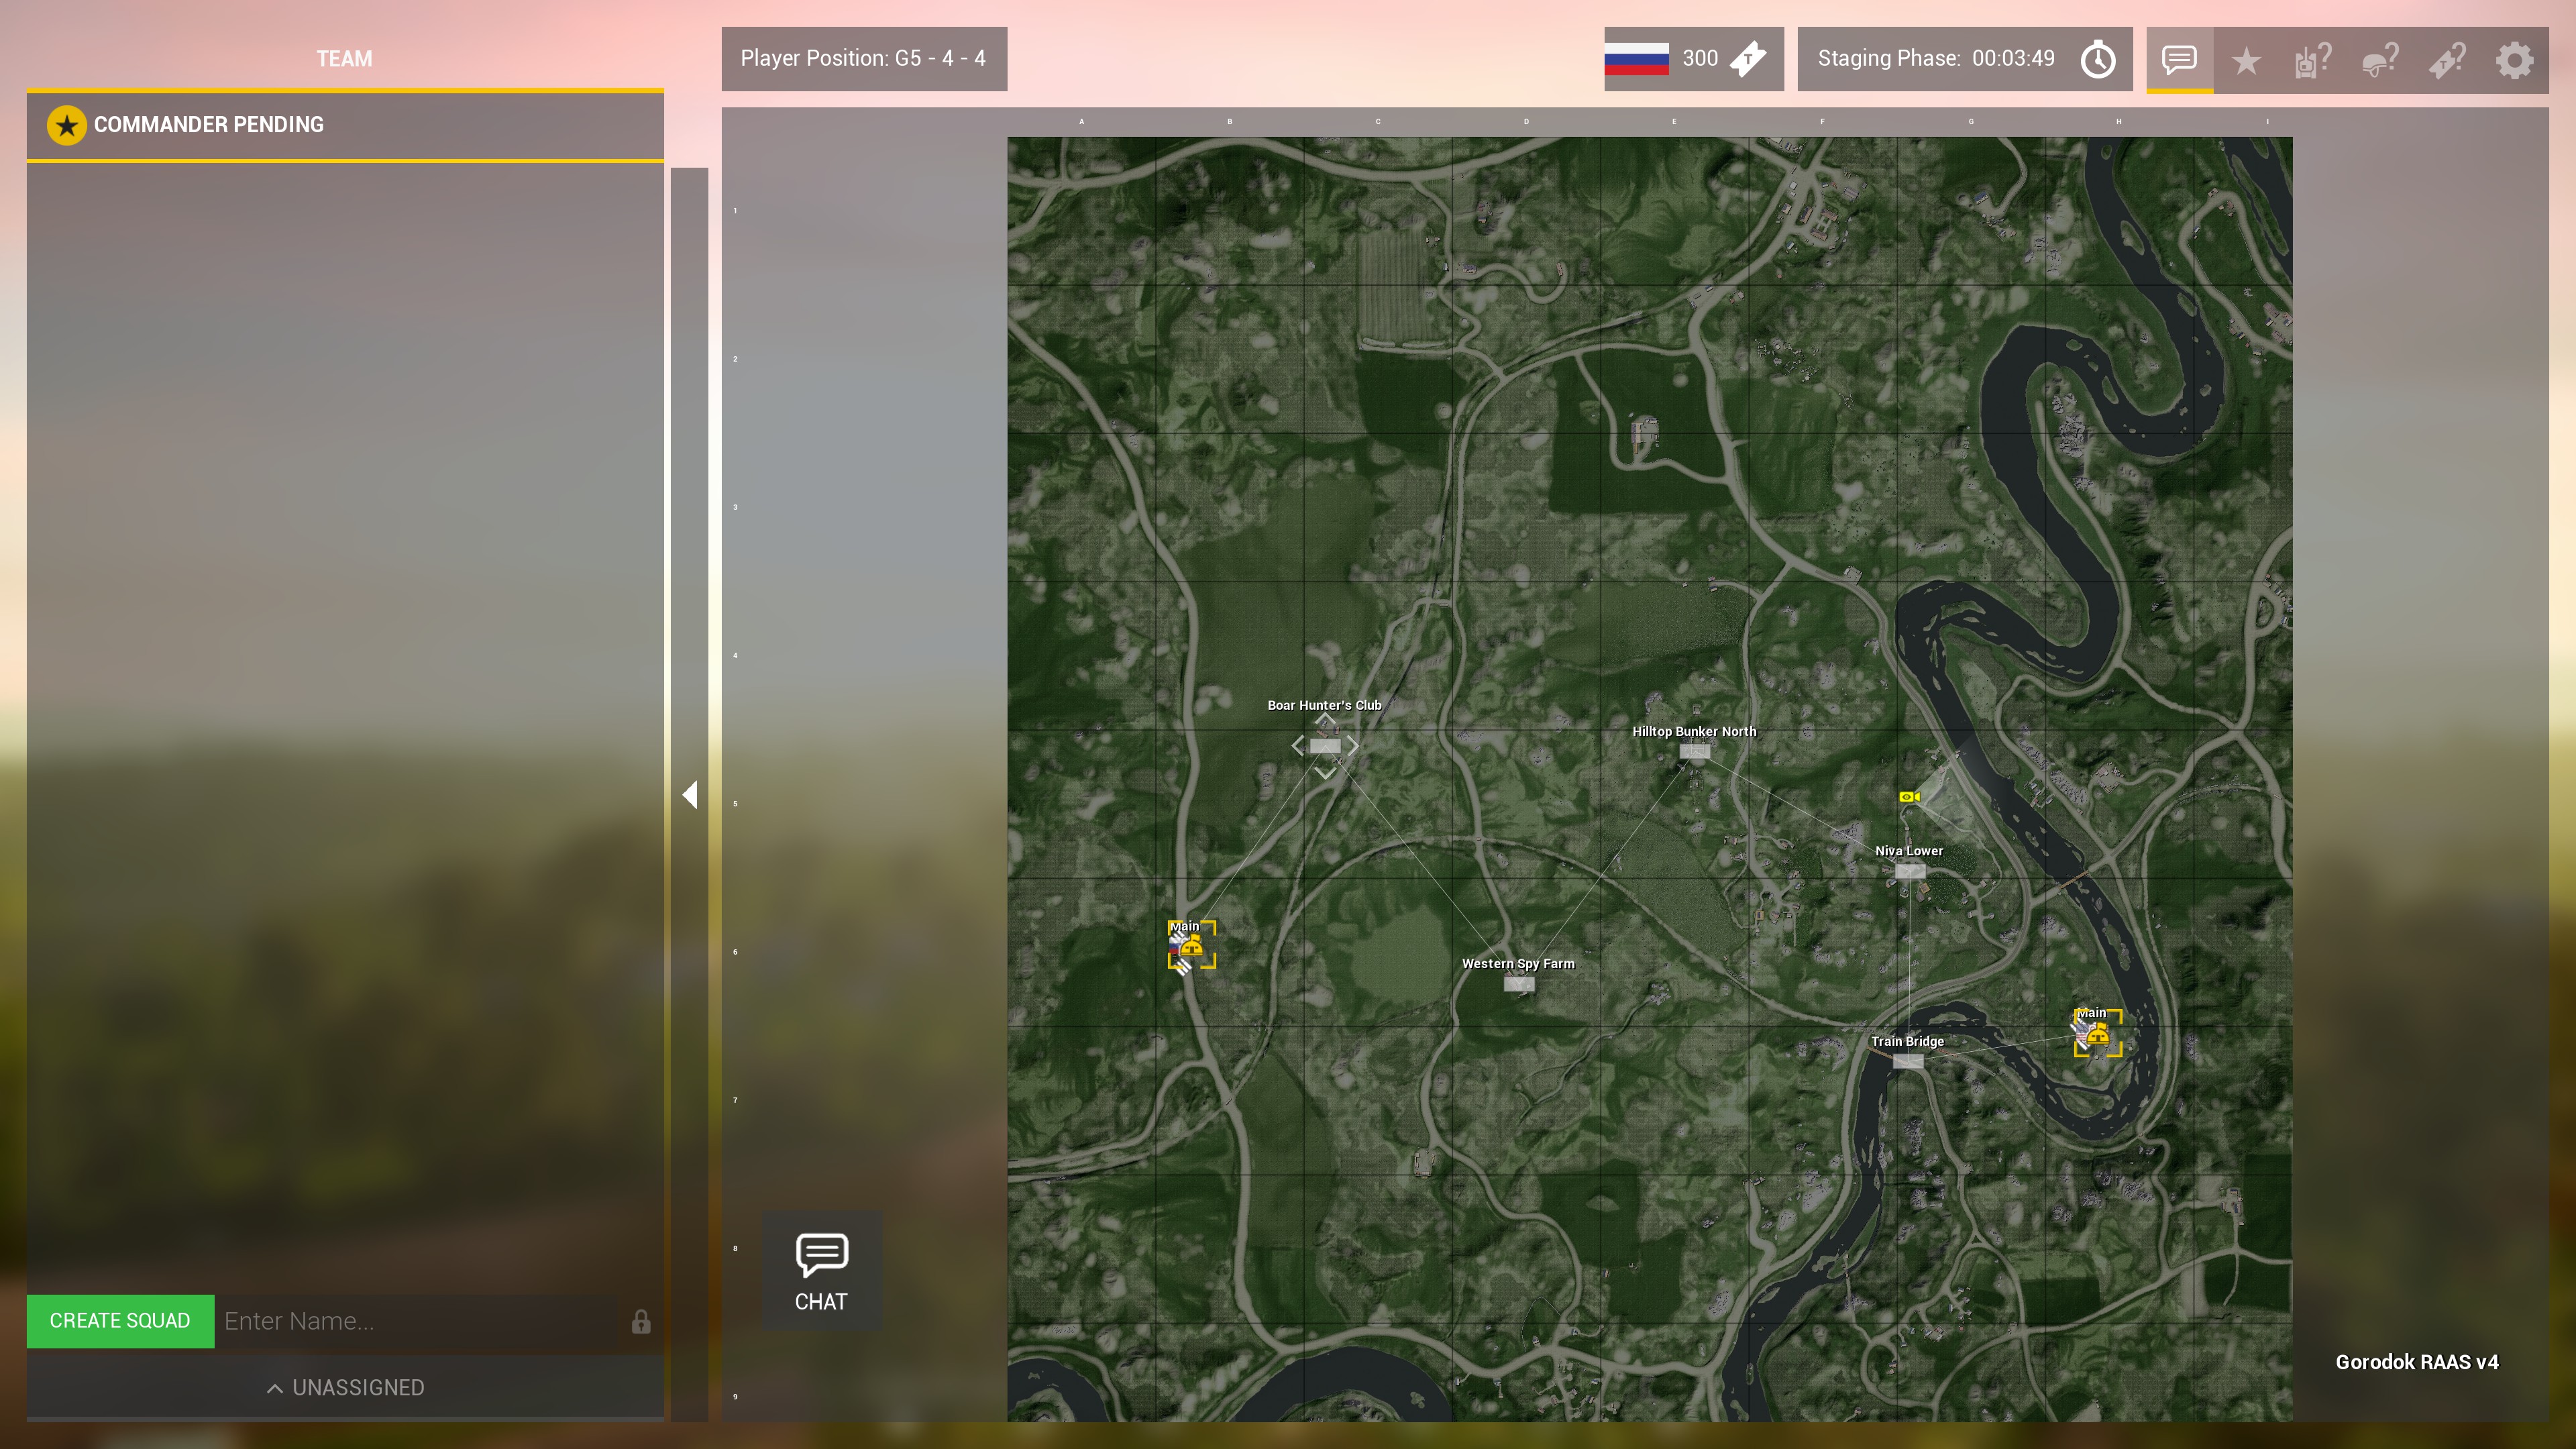 TEAM
Player Position: G5 - 4 - 4
300
T
Staging Phase: 00:03:49
?
?
T?
COMMANDER PENDING
A B C D E F G H I
1
2
3
4
Boar Hunter's Club
Hilltop Bunker North
5
Niva Lower
Main
6
Western Spy Farm
Main
Train Bridge
7
8
CHAT
CREATE SQUAD
Enter Name...
Gorodok RAAS v4
UNASSIGNED
9